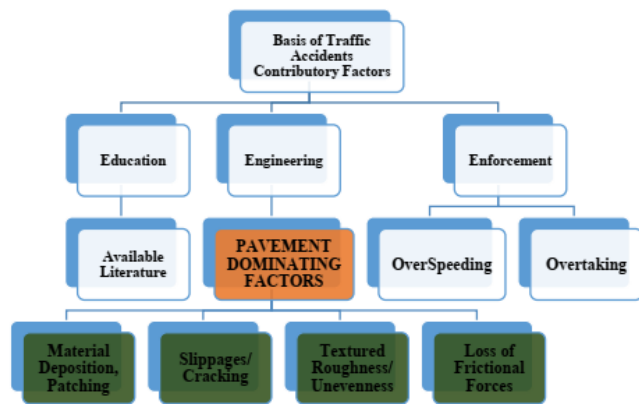 Basis of Traffic
Accidents
Contributory Factors
Education
Engineering
Enforcement
Available
Literature
PAVEMENT
DOMINATING
FACTORS
OverSpeeding
Overtaking
Material
Deposition,
Patching
Slippages/
Cracking
Textured
Roughness/
Unevenness
Loss of
Frictional
Forces